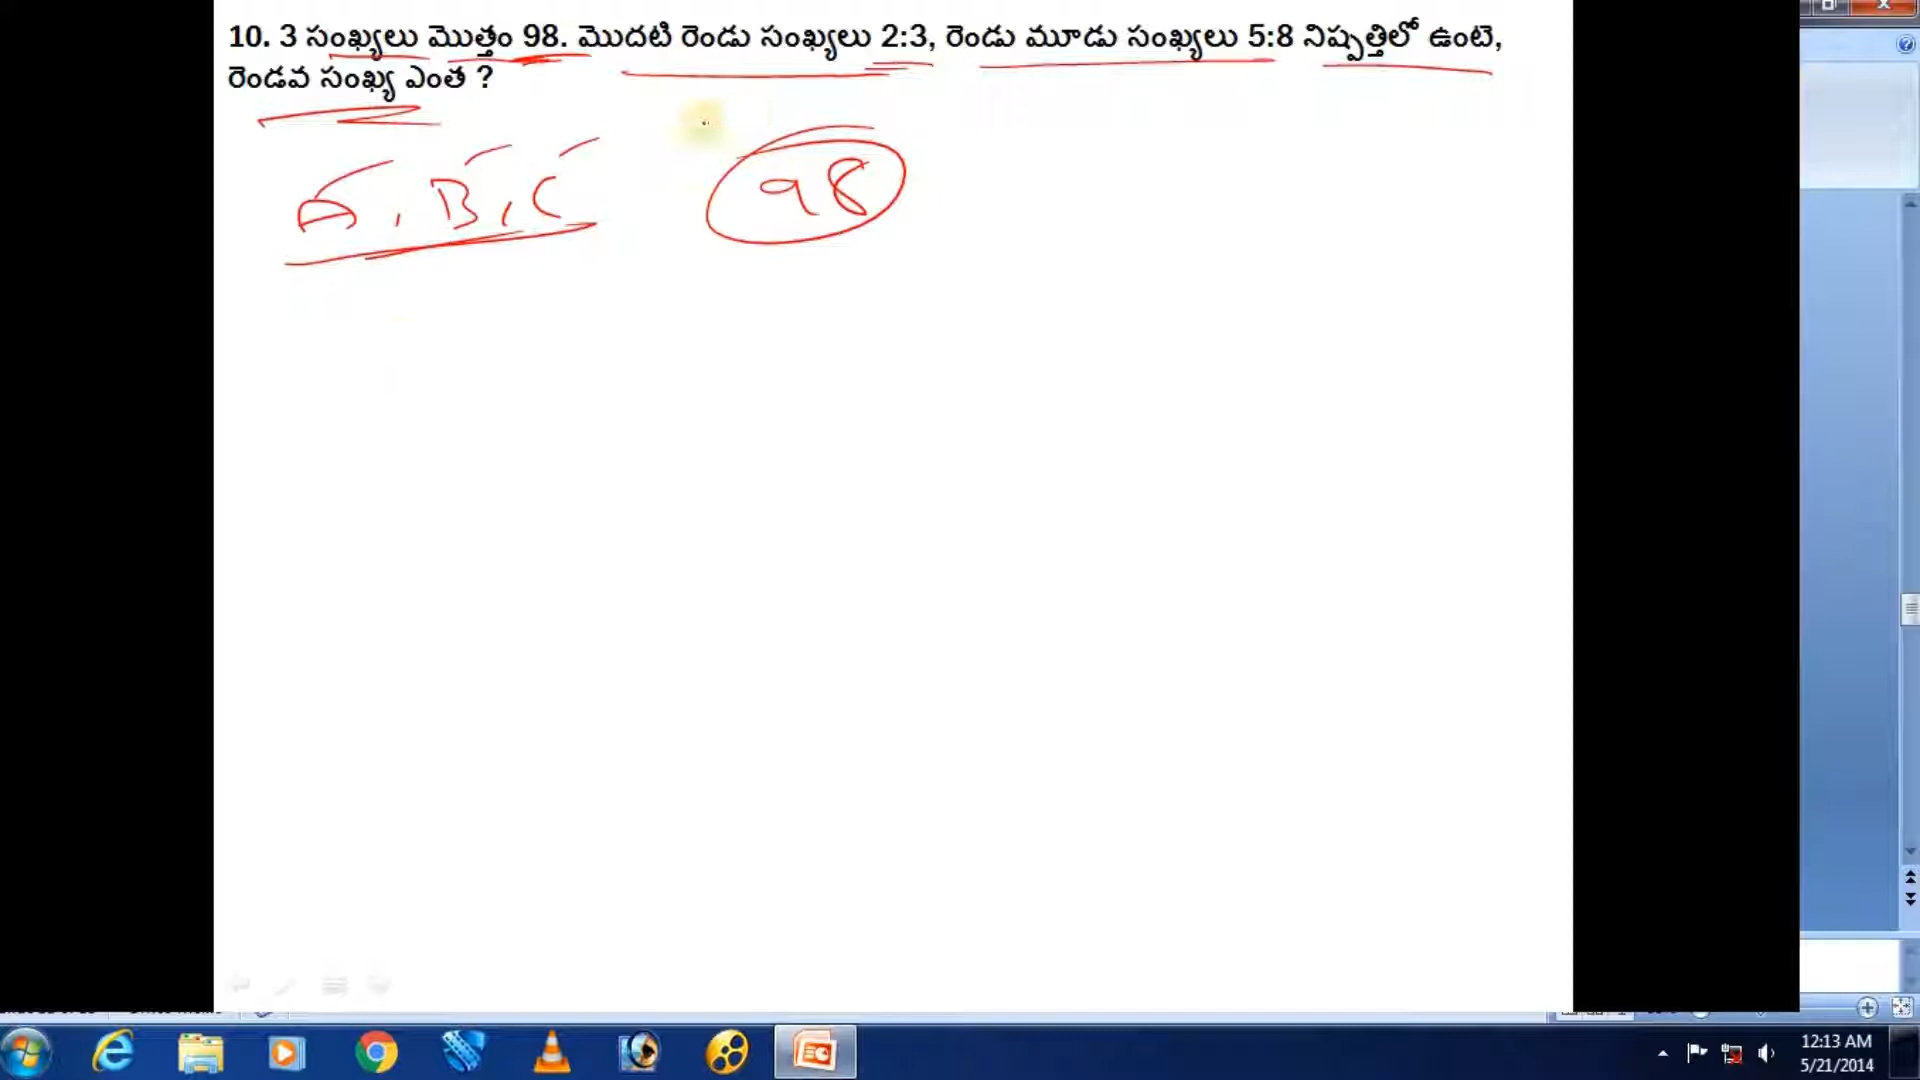 10. 3 సంఖ్యలు మొత్తం 98. మొదటి రెండు సంఖ్యలు 2:3, రెండు మూడు సంఖ్యలు 5:8 నిష్పత్తిలో ఉంటె,
రెండవ సంఖ్య ఎంత ?
A, B, C 98
12:13 AM
5/21/2014